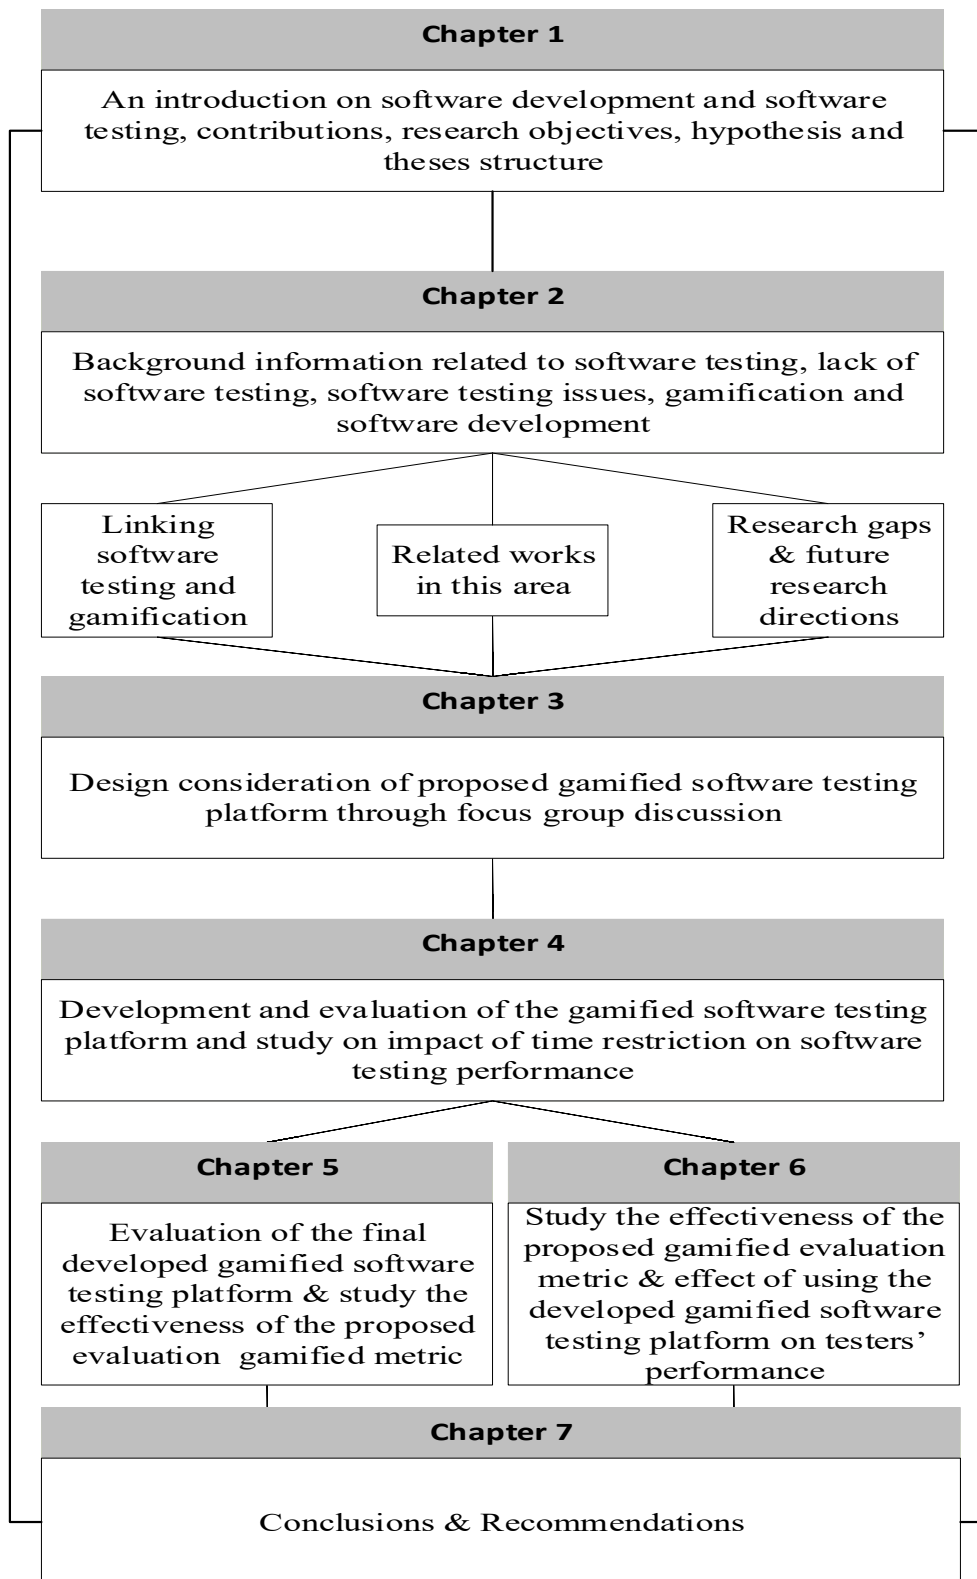 Chapter 1
An introduction on software development and software
testing, contributions, research objectives, hypothesis and
theses structure
Chapter 2
Background information related to software testing, lack of
software testing, software testing issues, gamification and
software development
Linking
software
testing and
gamification
Related works
in this area
Research gaps
& future
research
directions
Chapter 3
Design consideration of proposed gamified software testing
platform through focus group discussion
Chapter 4
Development and evaluation of the gamified software testing
platform and study on impact of time restriction on software
testing performance
Chapter 5
Evaluation of the final
developed gamified software
testing platform & study the
effectiveness of the proposed
evaluation gamified metric
Chapter 6
Study the effectiveness of the
proposed gamified evaluation
metric & effect of using the
developed gamified software
testing platform on testers’
performance
Chapter 7
Conclusions & Recommendations